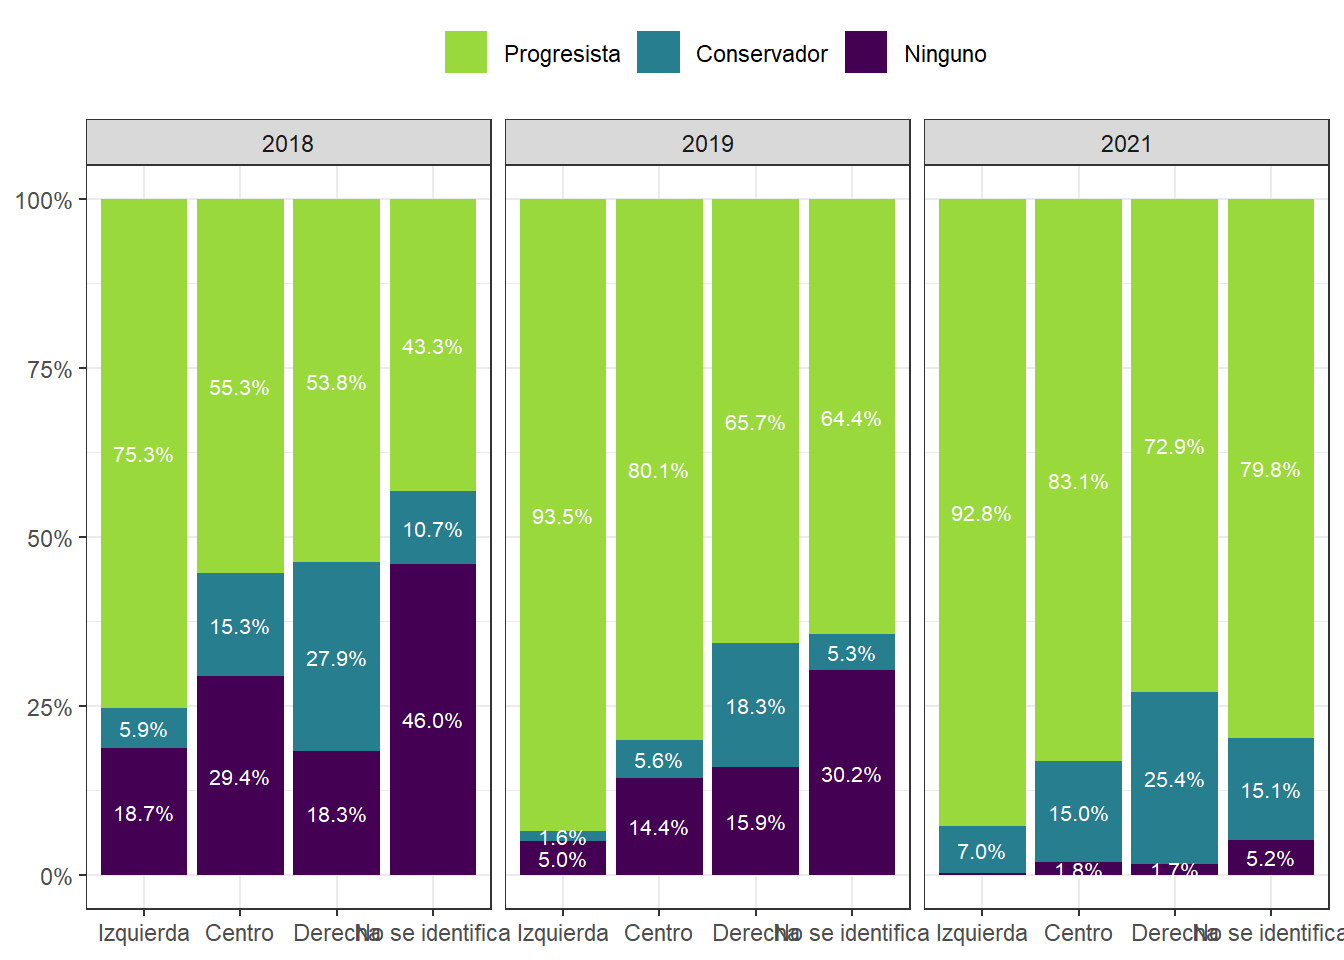 Progresista Conservador Ninguno
2018 2019 2021
100%
75%
50%
25%
0%
75.3% 55.3% 53.8% 43.3%
5.9% 15.3% 27.9% 10.7%
18.7% 29.4% 18.3% 46.0%
93.5% 80.1% 65.7% 64.4%
1.6% 5.6% 18.3% 5.3%
5.0% 14.4% 15.9% 30.2%
92.8% 83.1% 72.9% 79.8%
7.0% 15.0% 25.4% 15.1%
1.8% 1.7% 5.2%
Izquierda Centro Derecha No se identifica Izquierda Centro Derecha No se identifica Izquierda Centro Derecha No se identifica